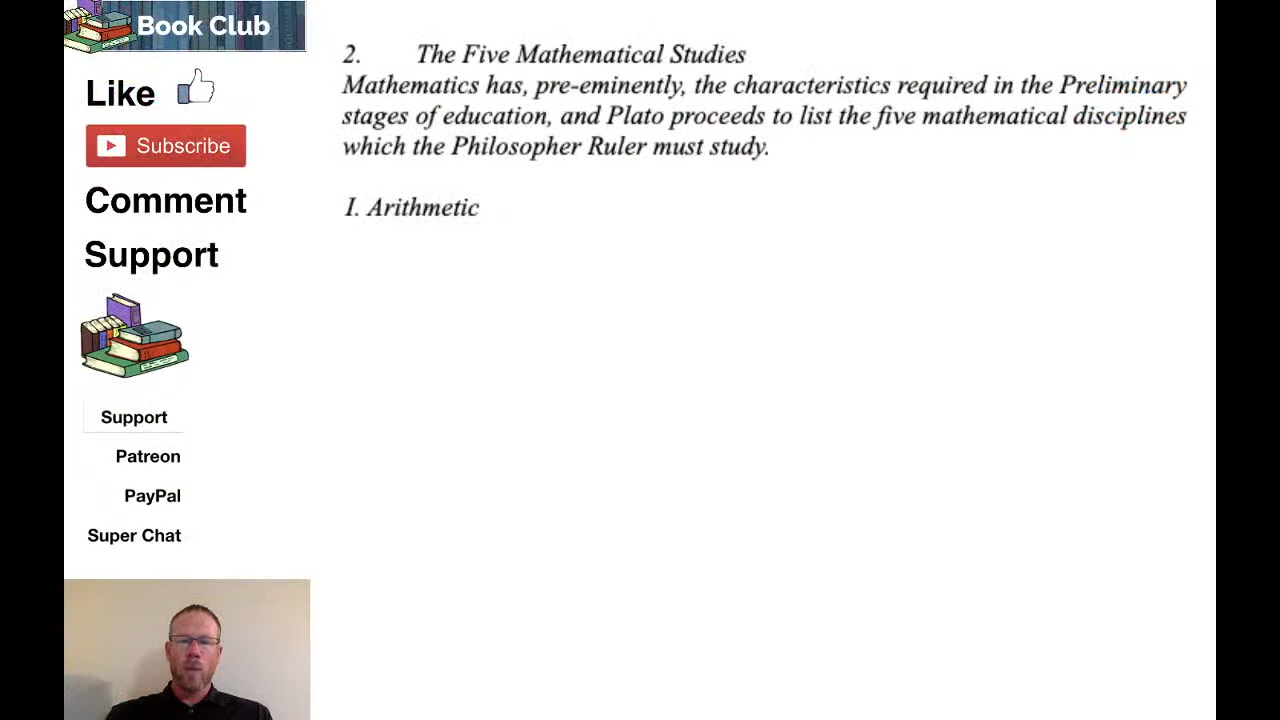 Book Club
Like
Subscribe
Comment
Support
Support
Patreon
PayPal
Super Chat
2. The Five Mathematical Studies
Mathematics has, pre-eminently, the characteristics required in the Preliminary
stages of education, and Plato proceeds to list the five mathematical disciplines
which the Philosopher Ruler must study.
I. Arithmetic